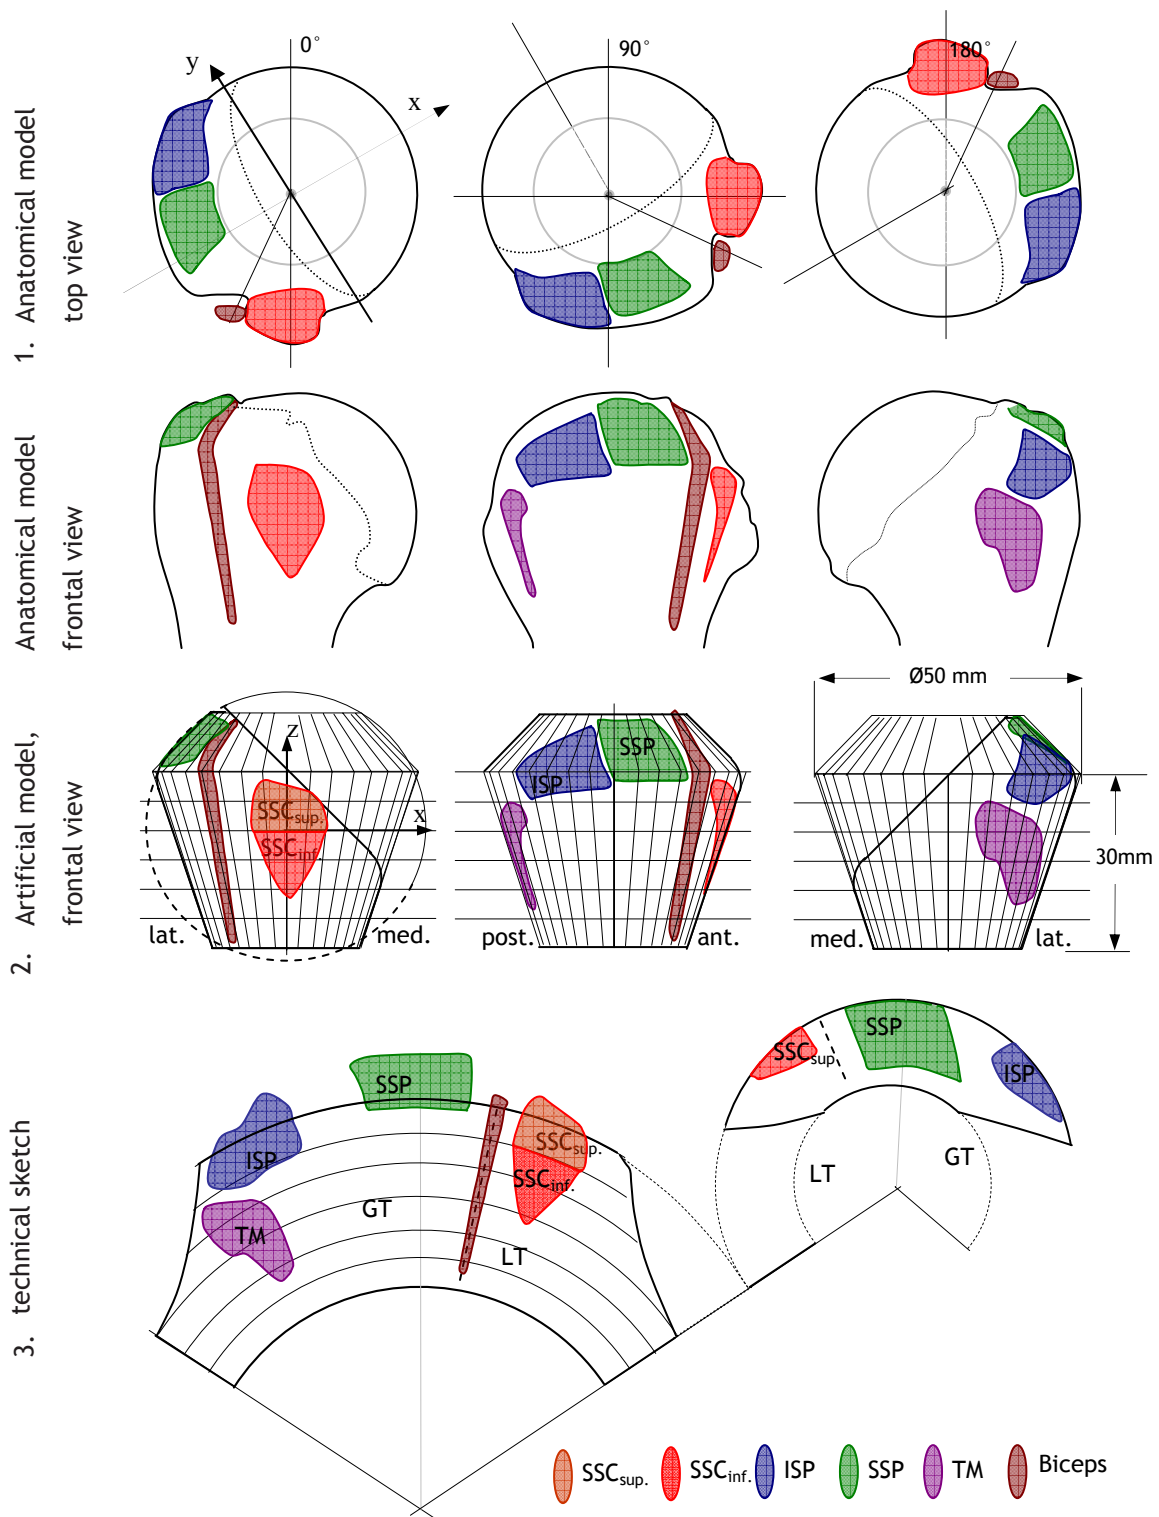 1. Anatomical model
top view
0°
y
x
90°
180°
Anatomical model
frontal view
2. Artificial model,
frontal view
z
x
SSCsup.
SSCinf.
lat.
med.
SSP
ISP
post.
ant.
Ø50 mm
30mm
med.
lat.
3. technical sketch
SSP
ISP
TM
GT
LT
SSCsup.
SSCinf.
SSCsup
SSP
ISP
LT
GT
SSCsup.
SSCinf.
ISP
SSP
TM
Biceps